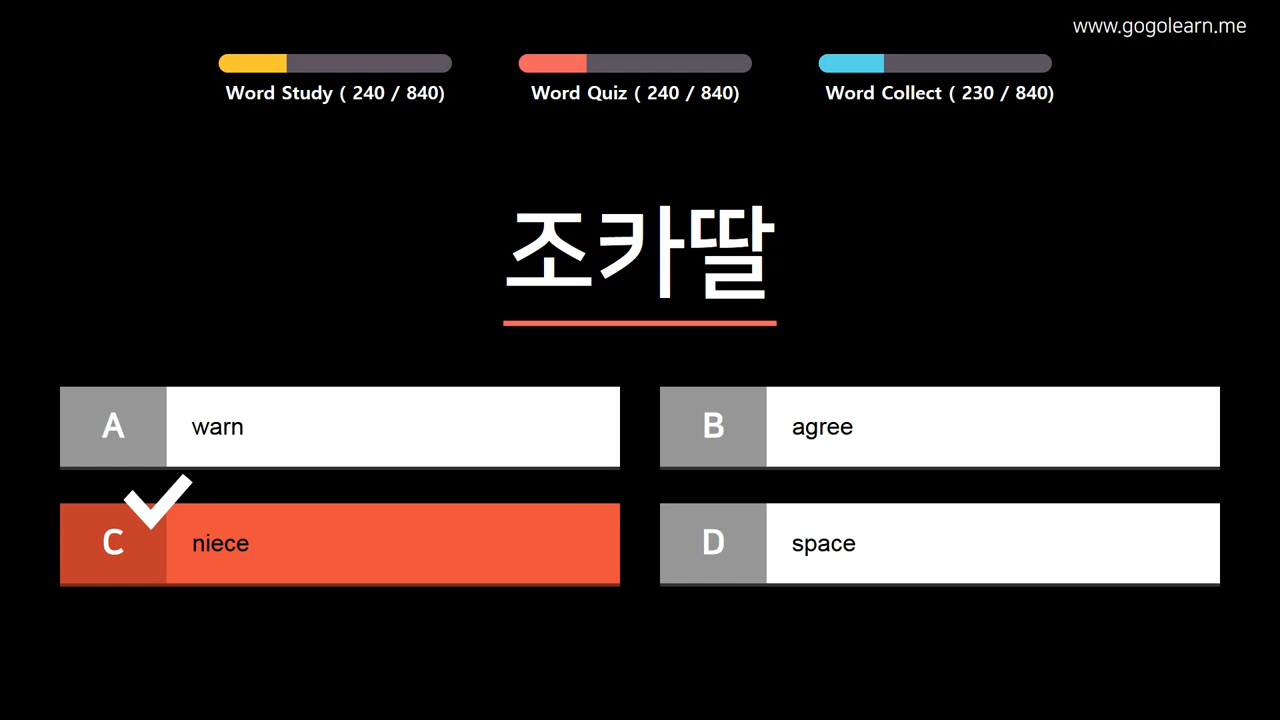 www.gogolearn.me
Word Study ( 240 / 840)
Word Quiz ( 240 / 840)
Word Collect ( 230 / 840)
조카딸
A warn
B agree
C niece
D space